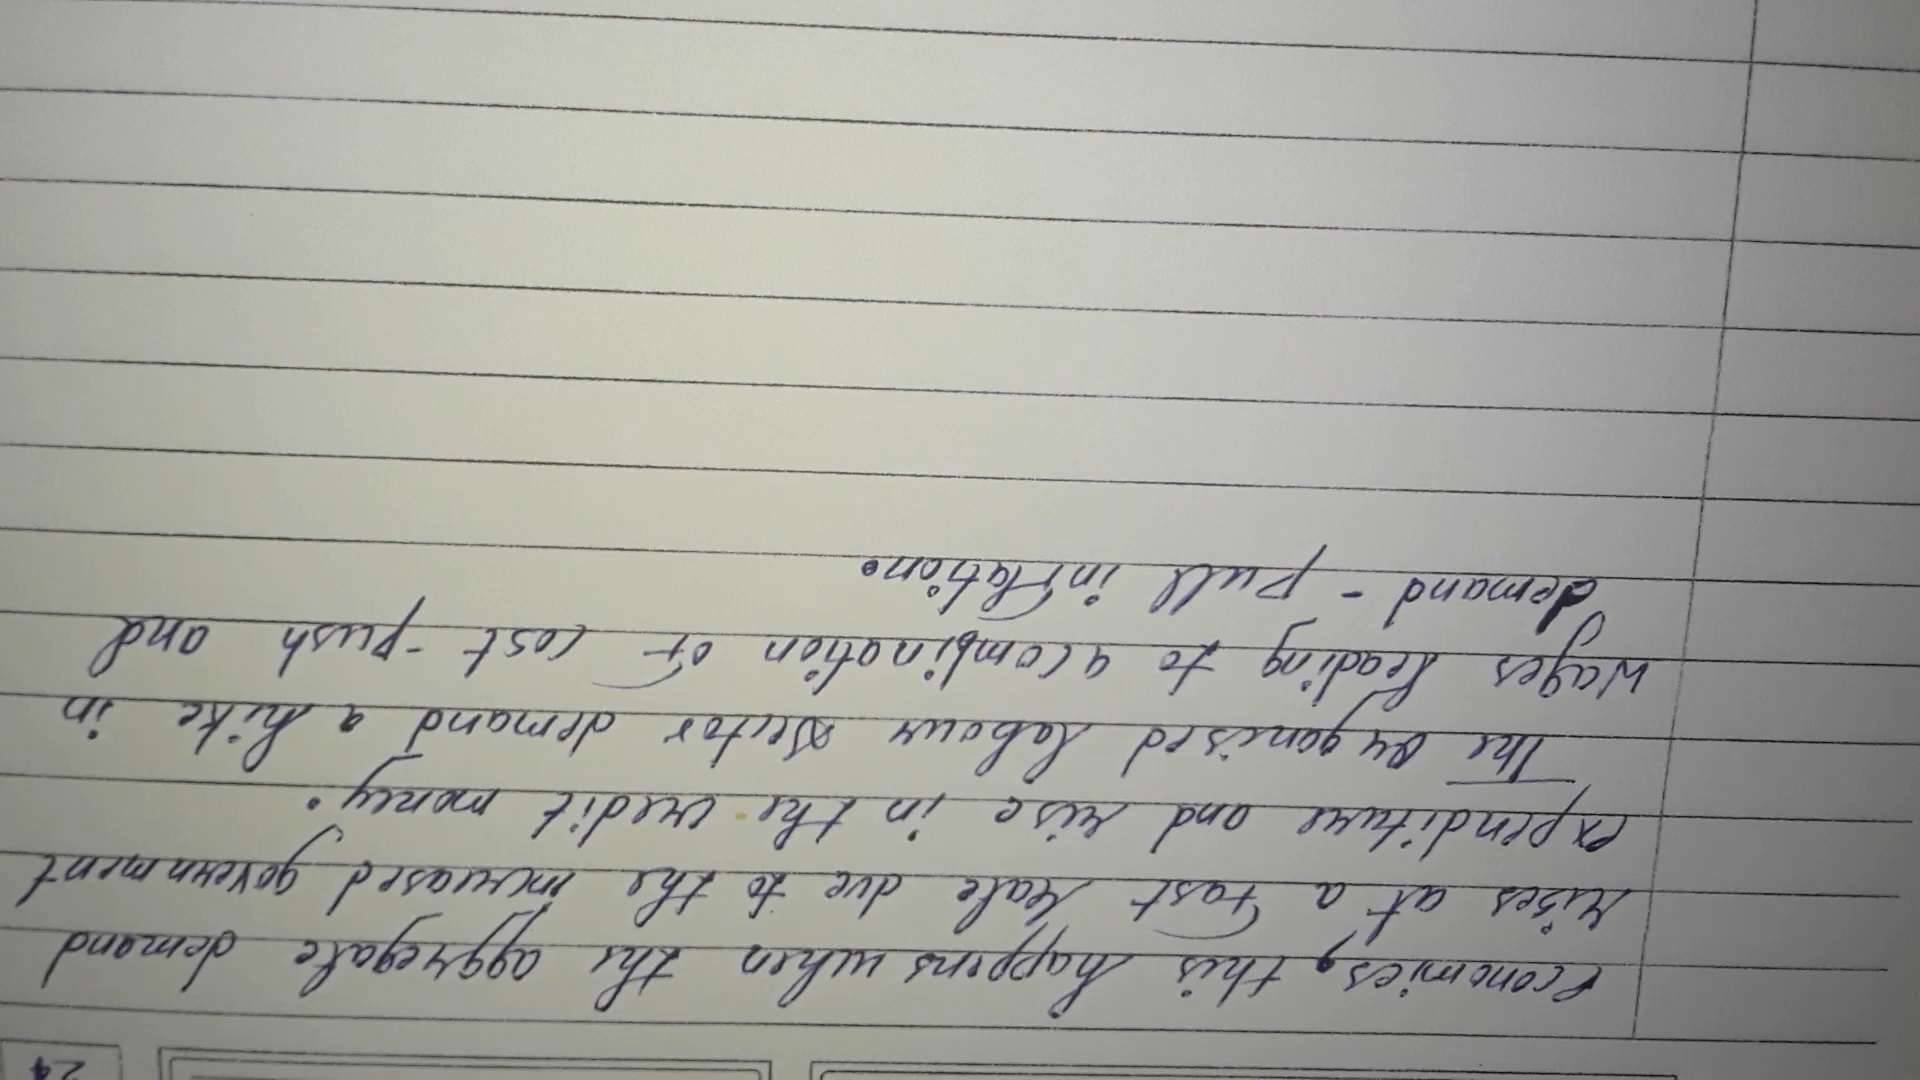 24
economies, this happens when the aggregate demand
rises at a fast rate due to the increased government
expenditure and rise in the credit money.
The organised labour sector demand a hike in
wages leading to a combination of cost-push and
demand - pull inflation.